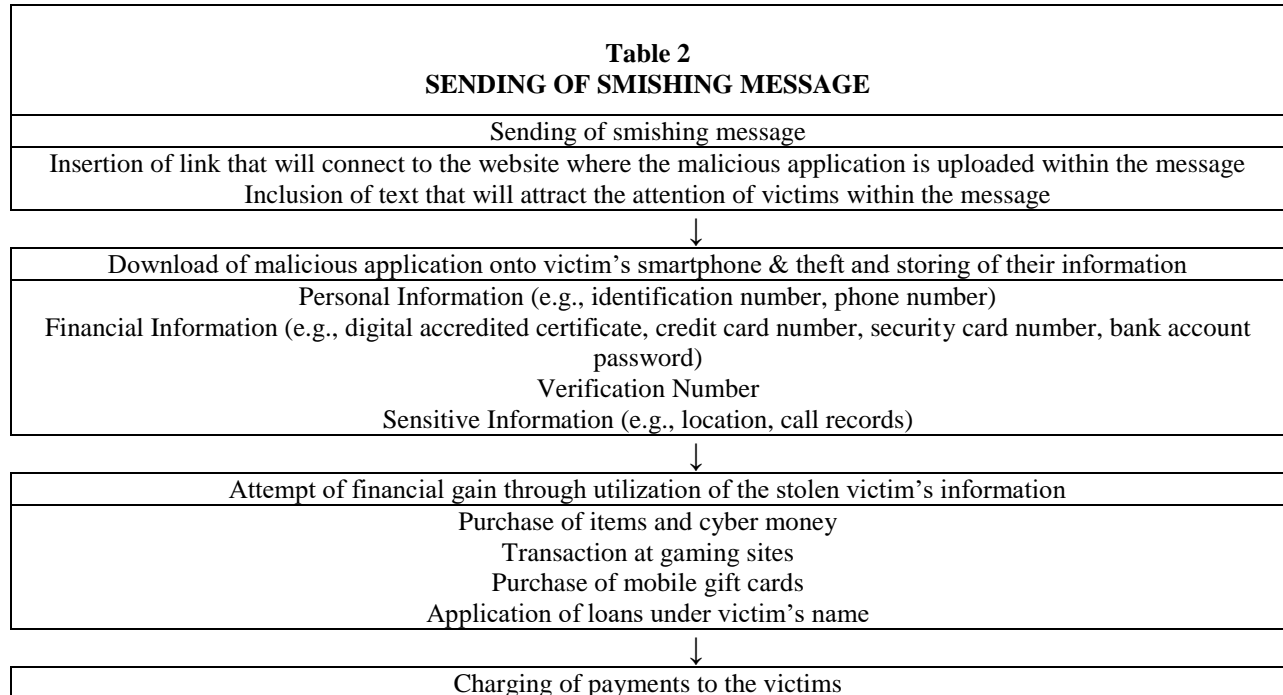 Table 2
SENDING OF SMISHING MESSAGE
Sending of smishing message
Insertion of link that will connect to the website where the malicious application is uploaded within the message
Inclusion of text that will attract the attention of victims within the message
↓
Download of malicious application onto victim's smartphone & theft and storing of their information
Personal Information (e.g., identification number, phone number)
Financial Information (e.g., digital accredited certificate, credit card number, security card number, bank account
password)
Verification Number
Sensitive Information (e.g., location, call records)
↓
Attempt of financial gain through utilization of the stolen victim's information
Purchase of items and cyber money
Transaction at gaming sites
Purchase of mobile gift cards
Application of loans under victim's name
↓
Charging of payments to the victims